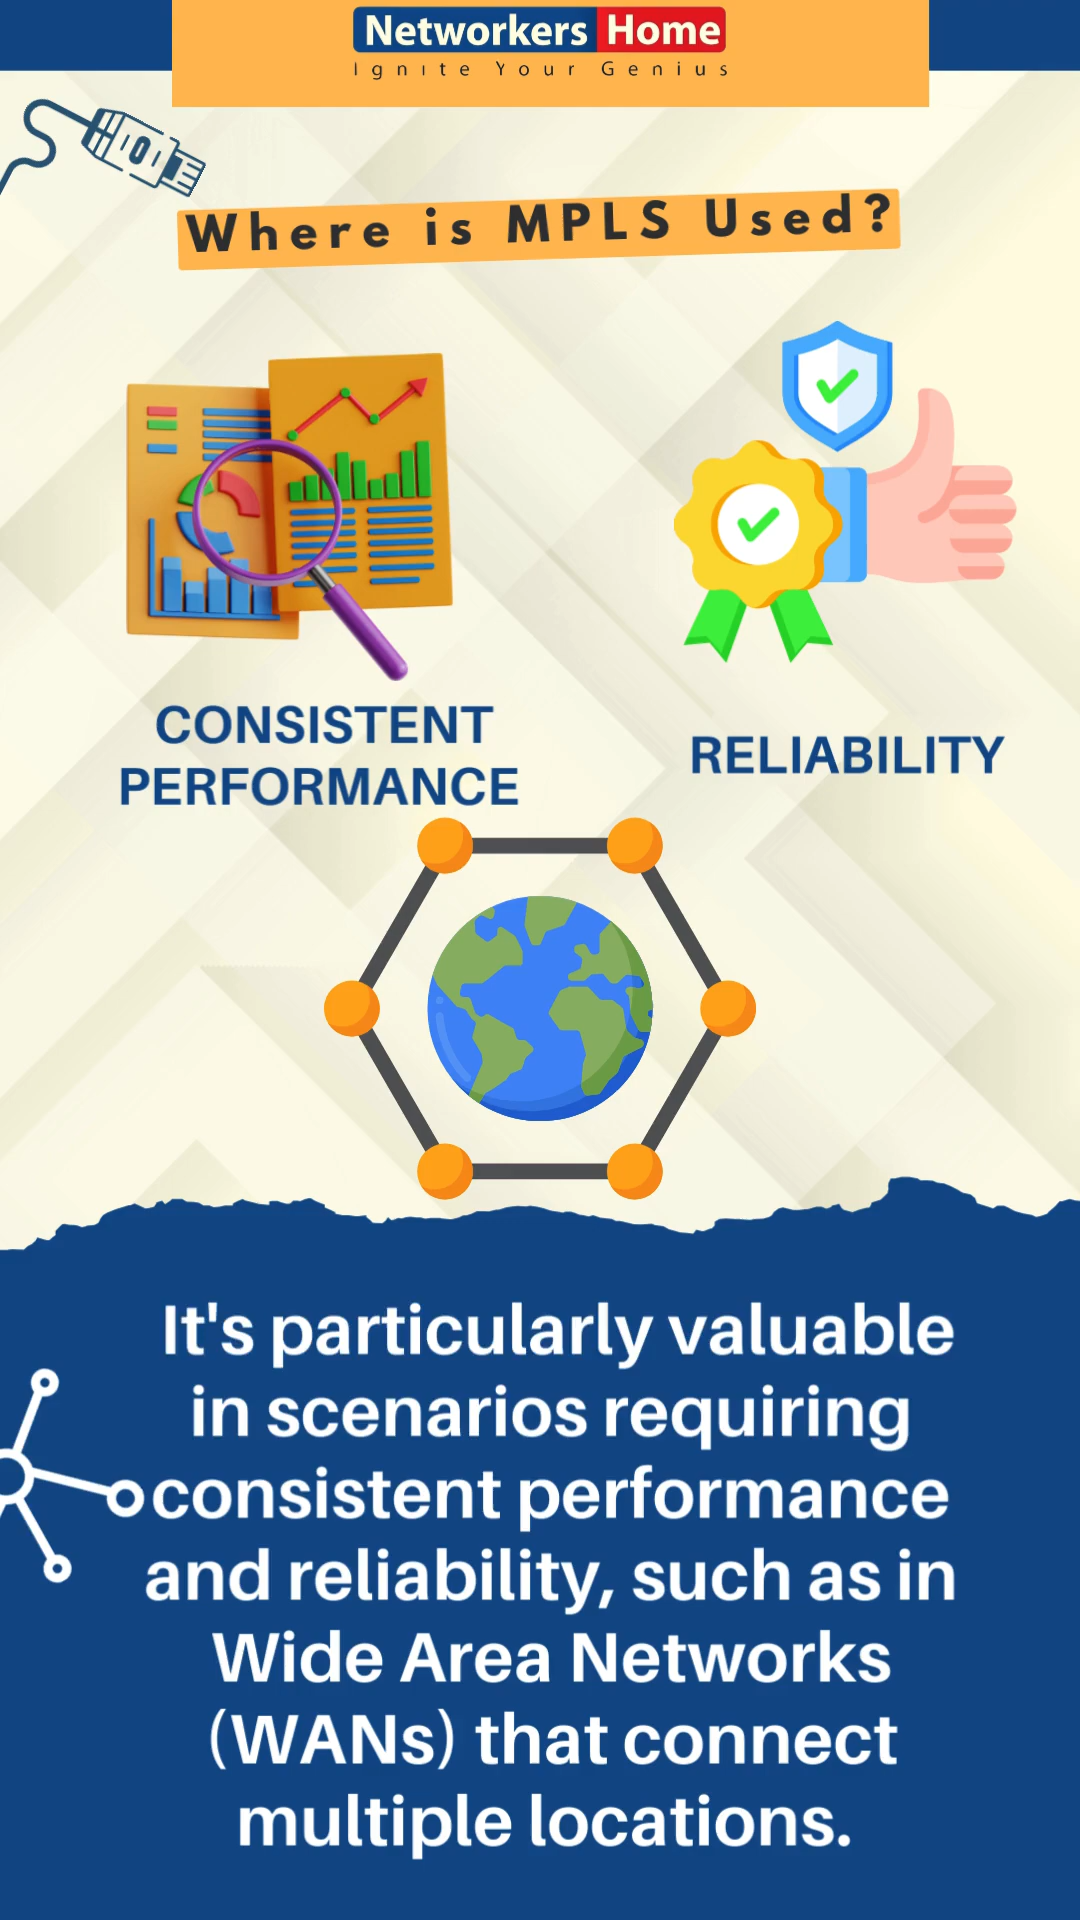 Networkers Home
Ignite Your Genius
Where is MPLS Used?
CONSISTENT
PERFORMANCE
RELIABILITY
It's particularly valuable
in scenarios requiring
consistent performance
and reliability, such as in
Wide Area Networks
(WANs) that connect
multiple locations.